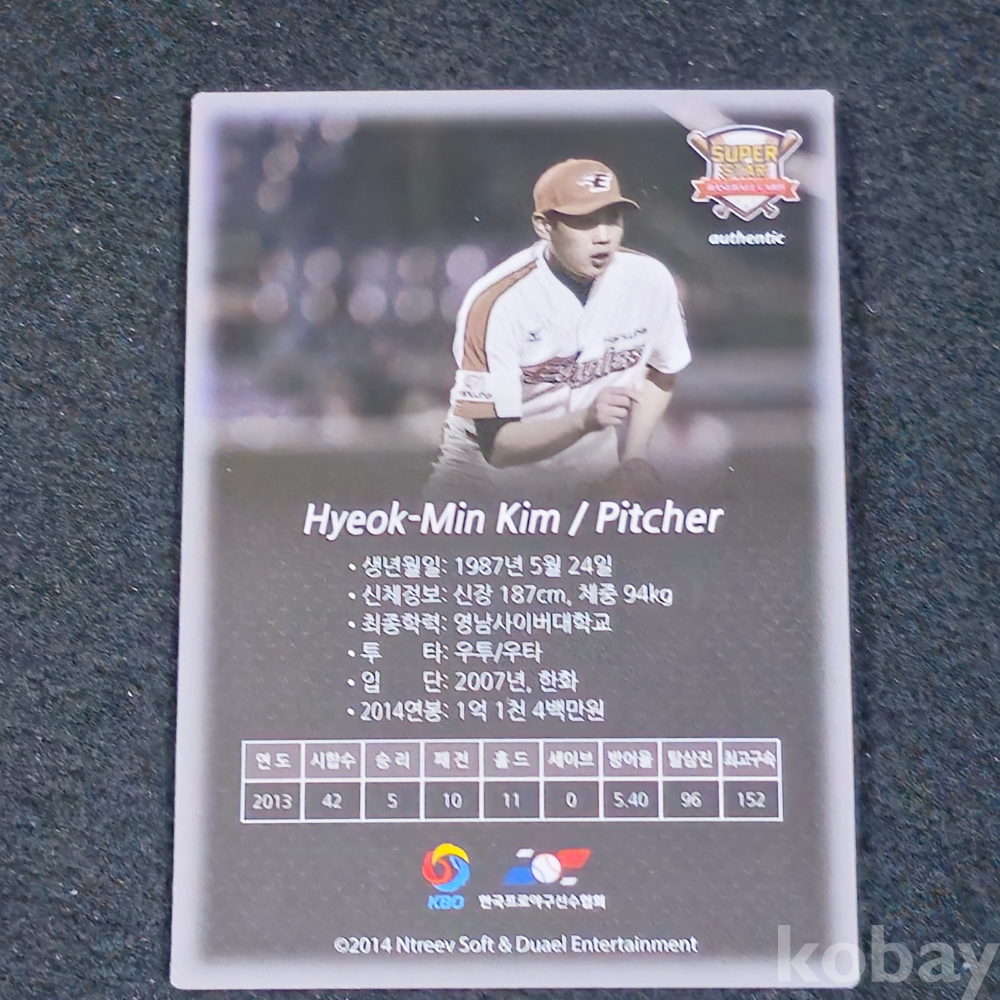 SUPER
STAR
BASEBALL CARD
authentic
E
Hanwha
Eagles
Hyeok-Min Kim / Pitcher
• 생년월일: 1987년 5월 24일
• 신체정보: 신장 187cm, 체중 94kg
• 최종학력: 영남사이버대학교
• 투 타: 우투/우타
• 입 단: 2007년, 한화
• 2014연봉: 1억 1천 4백만원
연도 시합수 승리 패전 홀드 세이브 방어율 탈삼진 최고구속
2013 42 5 10 11 0 5.40 96 152
KBO 한국프로야구선수협회
©2014 Ntreev Soft & Duael Entertainment
kobay